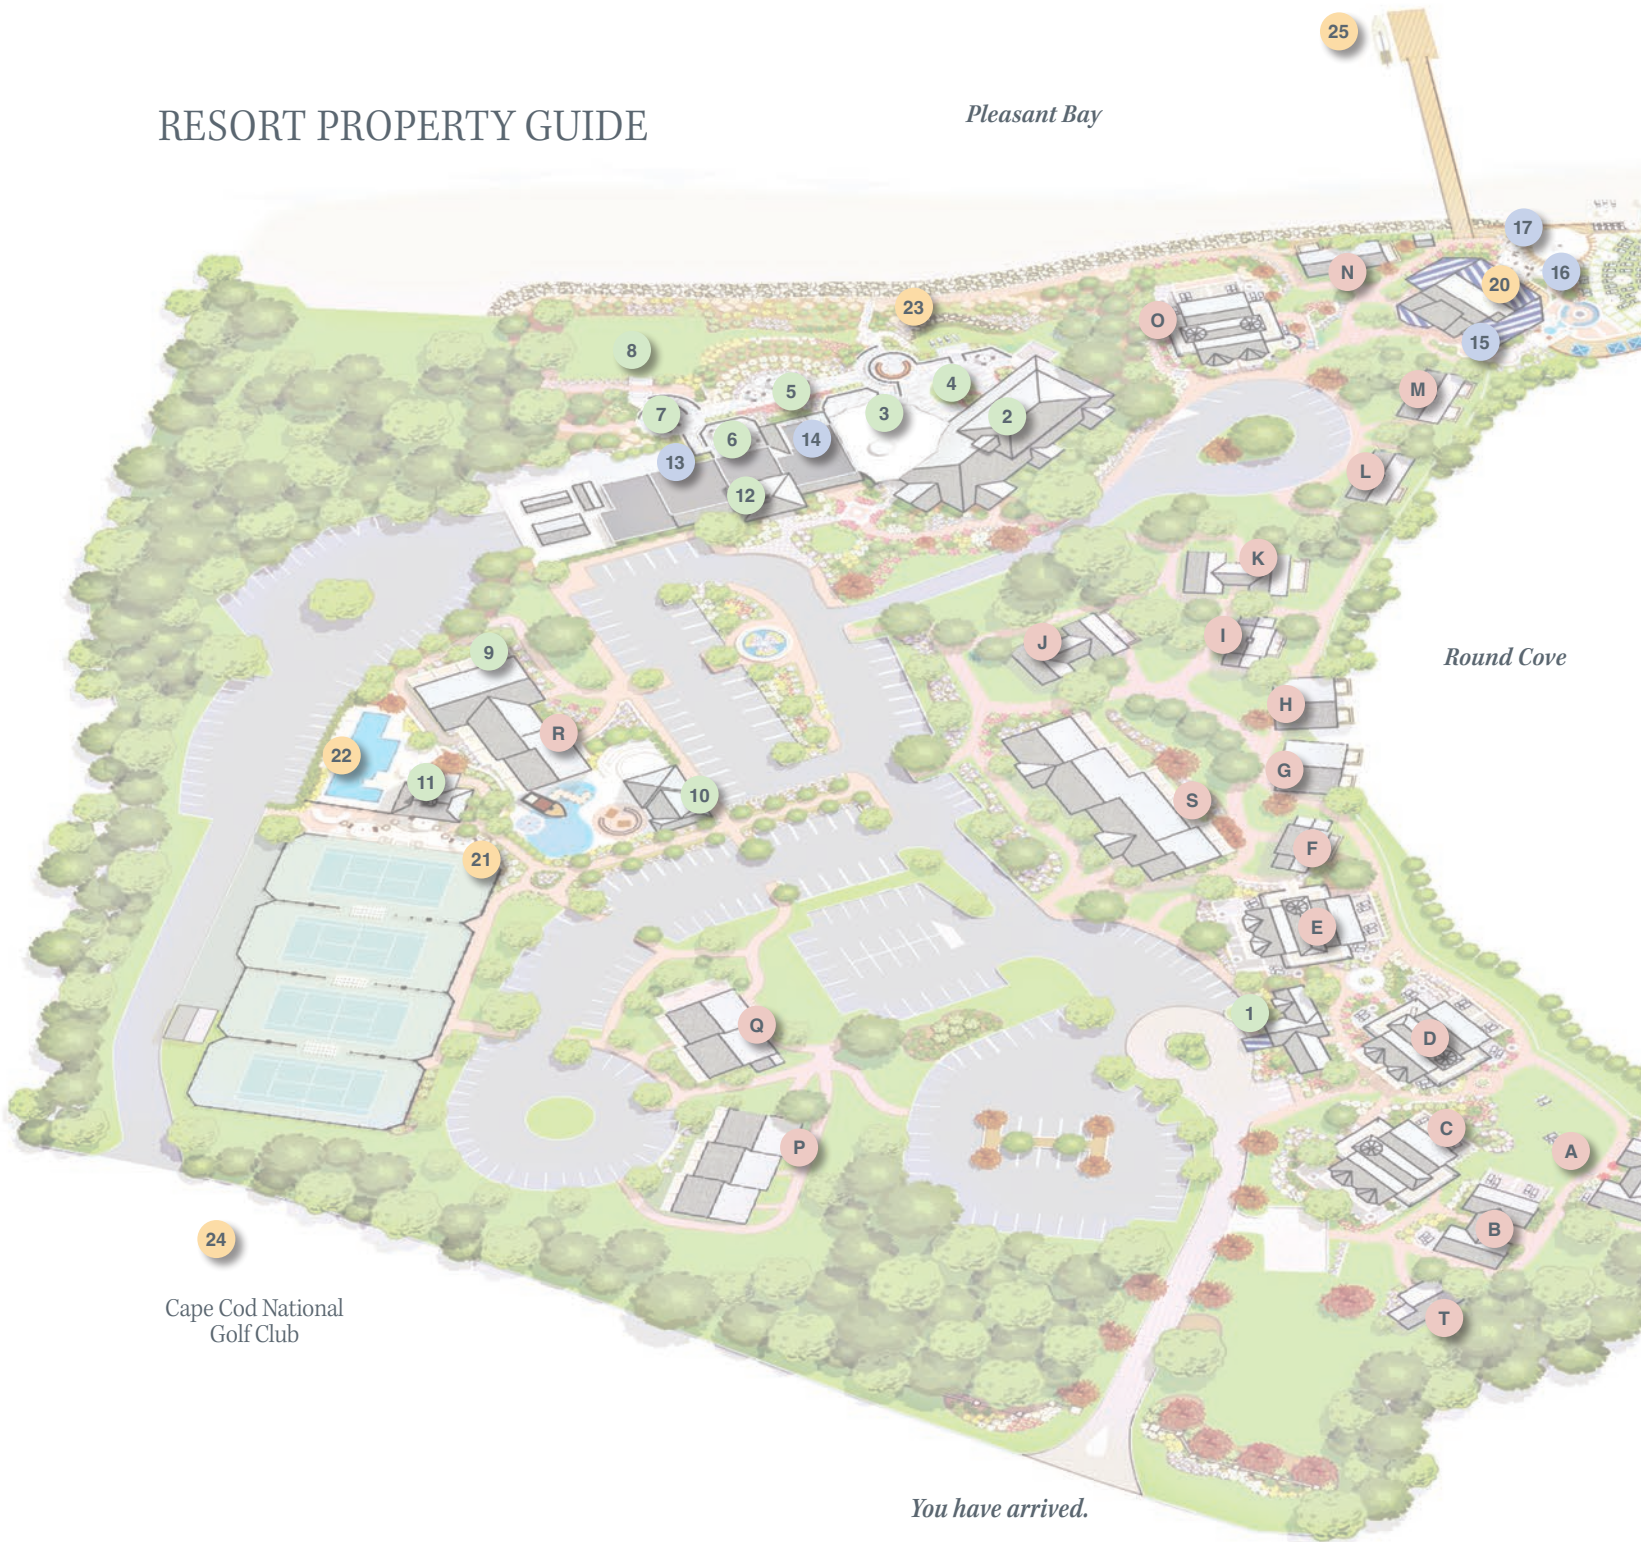 25
RESORT PROPERTY GUIDE
Pleasant Bay
17
N
16
20
23
O
15
8
5
4
M
7
3
2
6
14
13
L
12
K
J
I
9
Round Cove
H
R
22
G
11
10
S
F
21
E
1
Q
D
C
P
A
B
24
Cape Cod National
Golf Club
T
You have arrived.